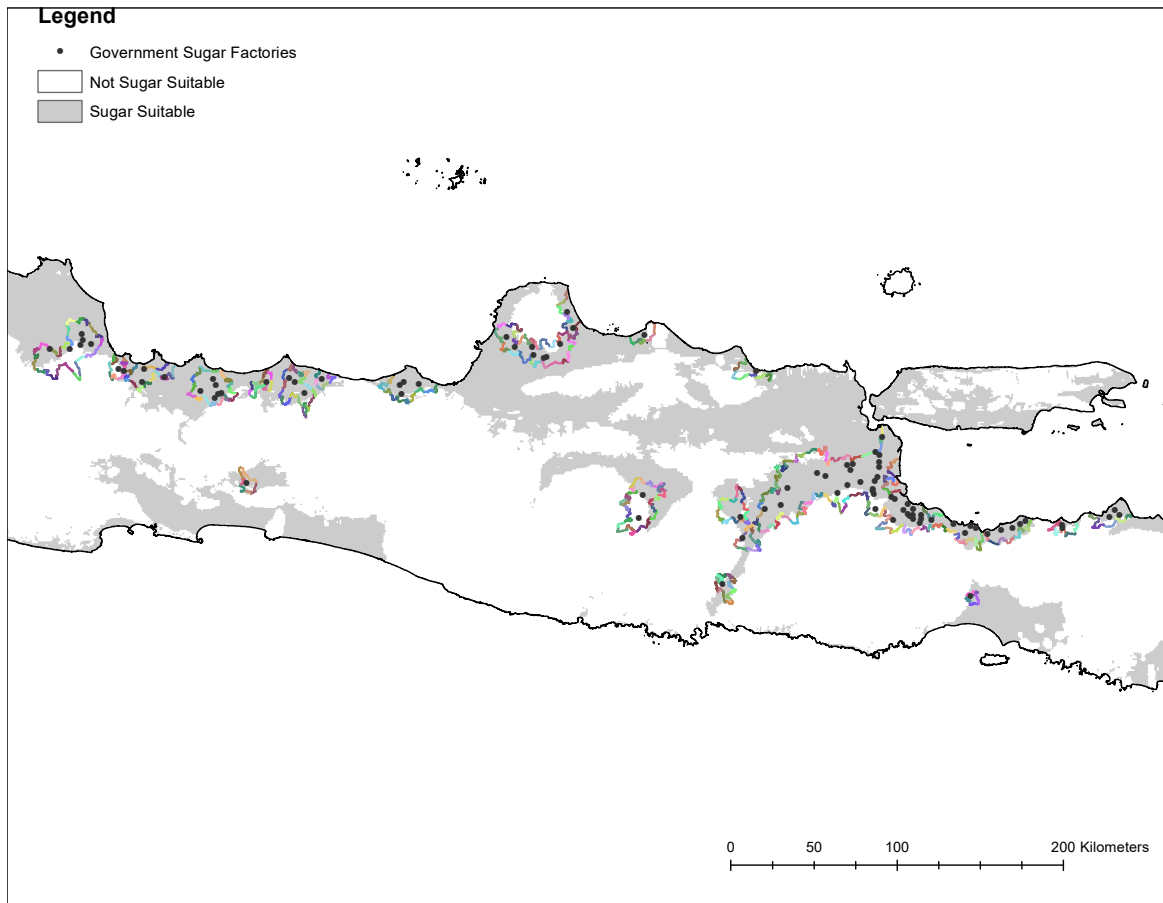 Legend
Government Sugar Factories
Not Sugar Suitable
Sugar Suitable
0 50 100 200 Kilometers